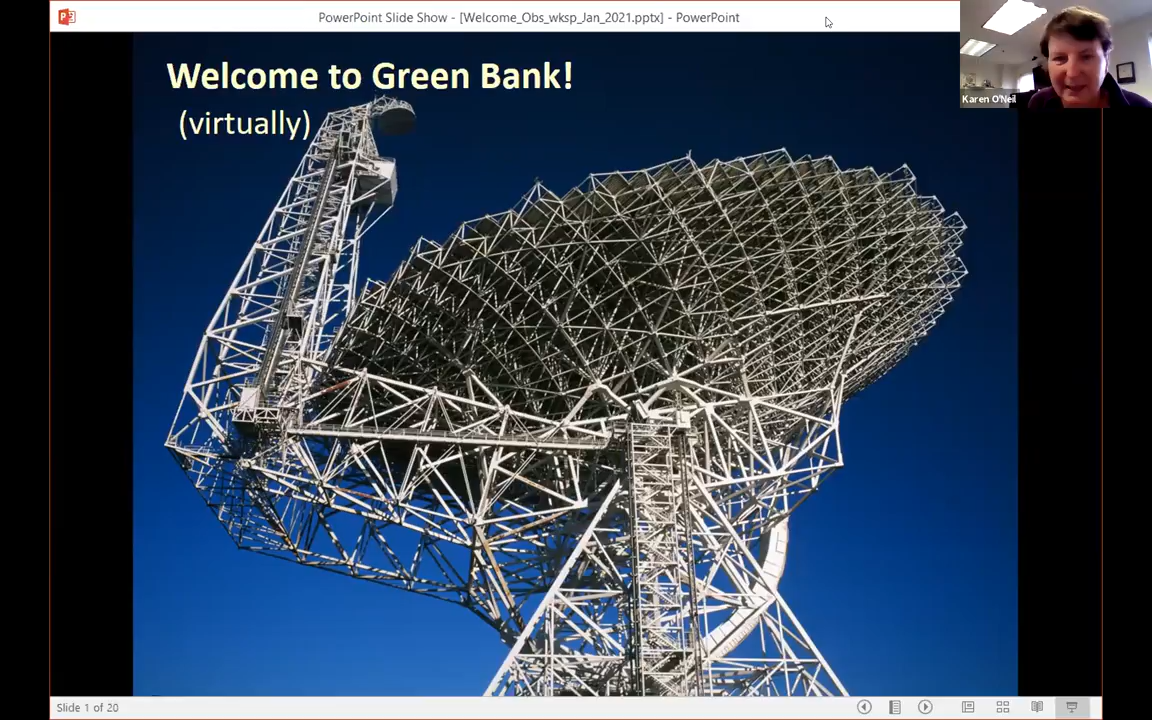 PowerPoint Slide Show - [Welcome_Obs_wksp_Jan_2021.pptx] - PowerPoint
Karen O'Neil
Welcome to Green Bank!
(virtually)
Slide 1 of 20